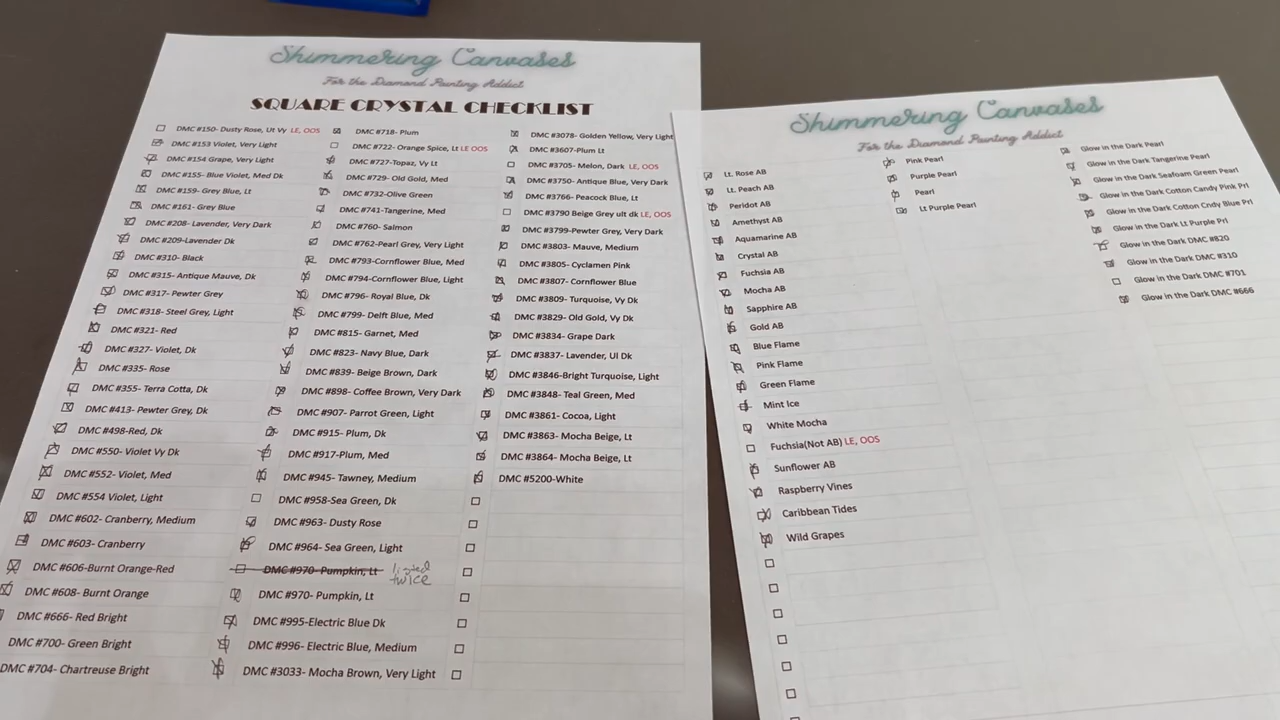 Shimmering Canvases
For the Diamond Painting Addict
SQUARE CRYSTAL CHECKLIST
DMC #150- Dusty Rose, Ut Vy LE, OOS
DMC #153 Violet, Very Light
DMC #154 Grape, Very Light
DMC #155- Blue Violet, Med Dk
DMC #159- Grey Blue, Lt
DMC #161- Grey Blue
DMC #208- Lavender, Very Dark
DMC #209-Lavender Dk
DMC #310- Black
DMC #315- Antique Mauve, Dk
DMC #317- Pewter Grey
DMC #318- Steel Grey, Light
DMC #321- Red
DMC #327- Violet, Dk
DMC #335- Rose
DMC #355- Terra Cotta, Dk
DMC #413- Pewter Grey, Dk
DMC #498-Red, Dk
DMC #550- Violet Vy Dk
DMC #552- Violet, Med
DMC #554 Violet, Light
DMC #602- Cranberry, Medium
DMC #603- Cranberry
DMC #606-Burnt Orange-Red
DMC #608- Burnt Orange
DMC #666- Red Bright
DMC #700- Green Bright
DMC #704- Chartreuse Bright
DMC #718- Plum
DMC #722- Orange Spice, Lt LE OOS
DMC #727-Topaz, Vy Lt
DMC #729- Old Gold, Med
DMC #732-Olive Green
DMC #741-Tangerine, Med
DMC #760- Salmon
DMC #762-Pearl Grey, Very Light
DMC #793-Cornflower Blue, Med
DMC #794-Cornflower Blue, Light
DMC #796- Royal Blue, Dk
DMC #799- Delft Blue, Med
DMC #815- Garnet, Med
DMC #823- Navy Blue, Dark
DMC #839- Beige Brown, Dark
DMC #898- Coffee Brown, Very Dark
DMC #907- Parrot Green, Light
DMC #915- Plum, Dk
DMC #917-Plum, Med
DMC #945- Tawney, Medium
DMC #958-Sea Green, Dk
DMC #963- Dusty Rose
DMC #964- Sea Green, Light
DMC #970- Pumpkin, Lt listed twice
DMC #970- Pumpkin, Lt
DMC #995-Electric Blue Dk
DMC #996- Electric Blue, Medium
DMC #3033- Mocha Brown, Very Light
DMC #3078- Golden Yellow, Very Light
DMC #3607-Plum Lt
DMC #3705- Melon, Dark LE, OOS
DMC #3750- Antique Blue, Very Dark
DMC #3766- Peacock Blue, Lt
DMC #3790 Beige Grey ult dk LE, OOS
DMC #3799-Pewter Grey, Very Dark
DMC #3803- Mauve, Medium
DMC #3805- Cyclamen Pink
DMC #3807- Cornflower Blue
DMC #3809- Turquoise, Vy Dk
DMC #3829- Old Gold, Vy Dk
DMC #3834- Grape Dark
DMC #3837- Lavender, Ul Dk
DMC #3846-Bright Turquoise, Light
DMC #3848- Teal Green, Med
DMC #3861- Cocoa, Light
DMC #3863- Mocha Beige, Lt
DMC #3864- Mocha Beige, Lt
DMC #5200-White
Shimmering Canvases
For the Diamond Painting Addict
Lt. Rose AB
Lt. Peach AB
Peridot AB
Amethyst AB
Aquamarine AB
Crystal AB
Fuchsia AB
Mocha AB
Sapphire AB
Gold AB
Blue Flame
Pink Flame
Green Flame
Mint Ice
White Mocha
Fuchsia(Not AB) LE, OOS
Sunflower AB
Raspberry Vines
Caribbean Tides
Wild Grapes
Pink Pearl
Purple Pearl
Pearl
Lt Purple Pearl
Glow in the Dark Pearl
Glow in the Dark Tangerine Pearl
Glow in the Dark Seafoam Green Pearl
Glow in the Dark Cotton Candy Pink Prl
Glow in the Dark Cotton Cndy Blue Prl
Glow in the Dark Lt Purple Prl
Glow in the Dark DMC #820
Glow in the Dark DMC #310
Glow in the Dark DMC #701
Glow in the Dark DMC #666